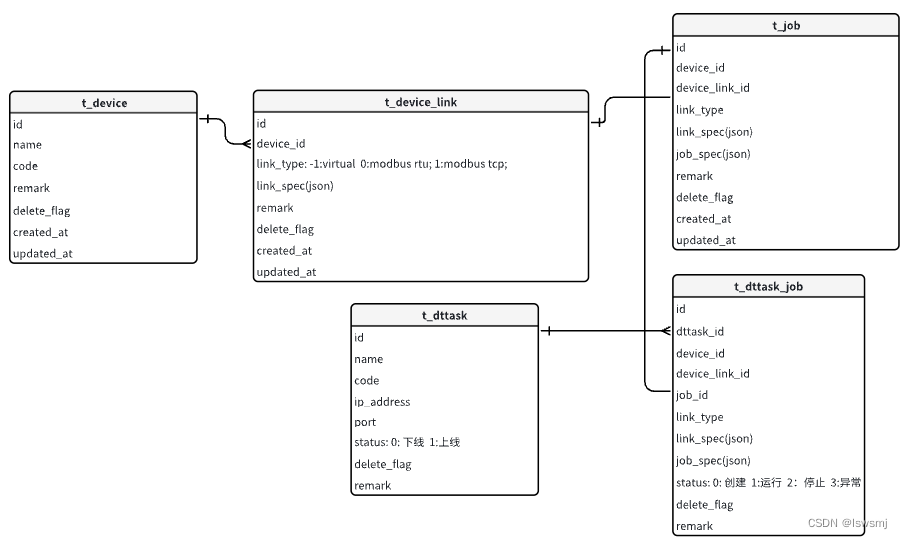 t_device
id
name
code
remark
delete_flag
created_at
updated_at
t_device_link
id
device_id
link_type: -1:virtual 0:modbus rtu; 1:modbus tcp;
link_spec(json)
remark
delete_flag
created_at
updated_at
t_job
id
device_id
device_link_id
link_type
link_spec(json)
job_spec(json)
remark
delete_flag
created_at
updated_at
t_dttask
id
name
code
ip_address
port
status: 0: 下线 1:上线
delete_flag
remark
t_dttask_job
id
dttask_id
device_id
device_link_id
job_id
link_type
link_spec(json)
job_spec(json)
status: 0: 创建 1:运行 2: 停止 3:异常
delete_flag
remark
CSDN @lswsmj